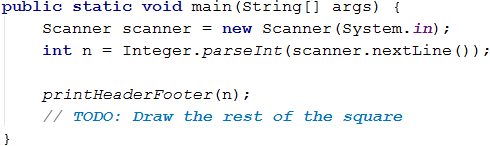 public static void main(String[] args) {
    Scanner scanner = new Scanner(System.in);
    int n = Integer.parseInt(scanner.nextLine());

    printHeaderFooter(n);
    // TODO: Draw the rest of the square
}